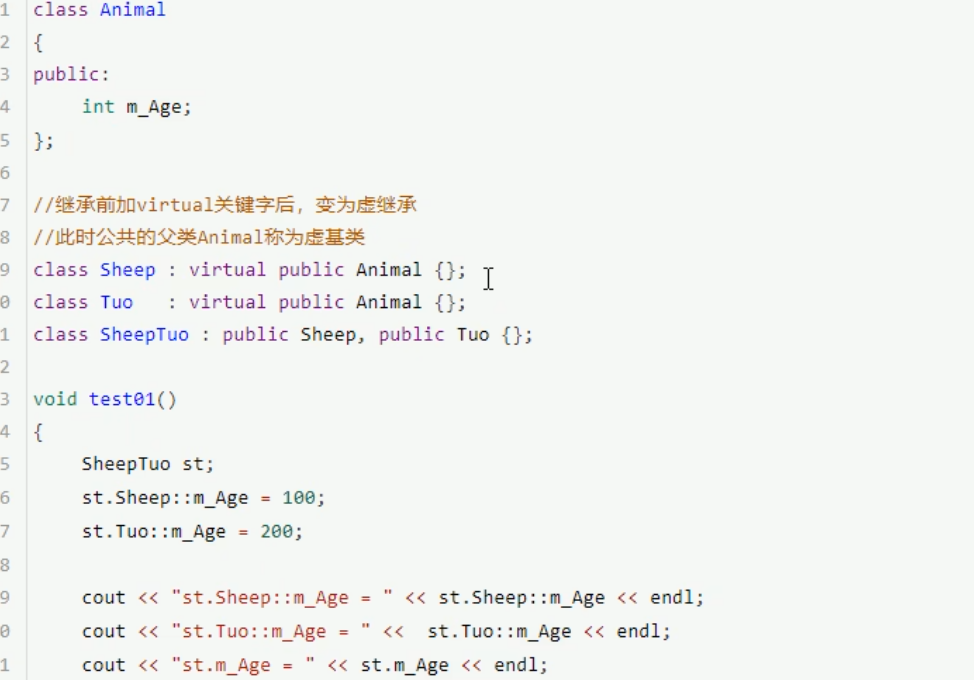 1 class Animal
2 {
3 public:
4     int m_Age;
5 };
6
7 //继承前加virtual关键字后，变为虚继承
8 //此时公共的父类Animal称为虚基类
9 class Sheep : virtual public Animal {};
0 class Tuo   : virtual public Animal {};
1 class SheepTuo : public Sheep, public Tuo {};
2
3 void test01()
4 {
5     SheepTuo st;
6     st.Sheep::m_Age = 100;
7     st.Tuo::m_Age = 200;
8
9     cout << "st.Sheep::m_Age = " << st.Sheep::m_Age << endl;
0     cout << "st.Tuo::m_Age = " <<  st.Tuo::m_Age << endl;
1     cout << "st.m_Age = " << st.m_Age << endl;